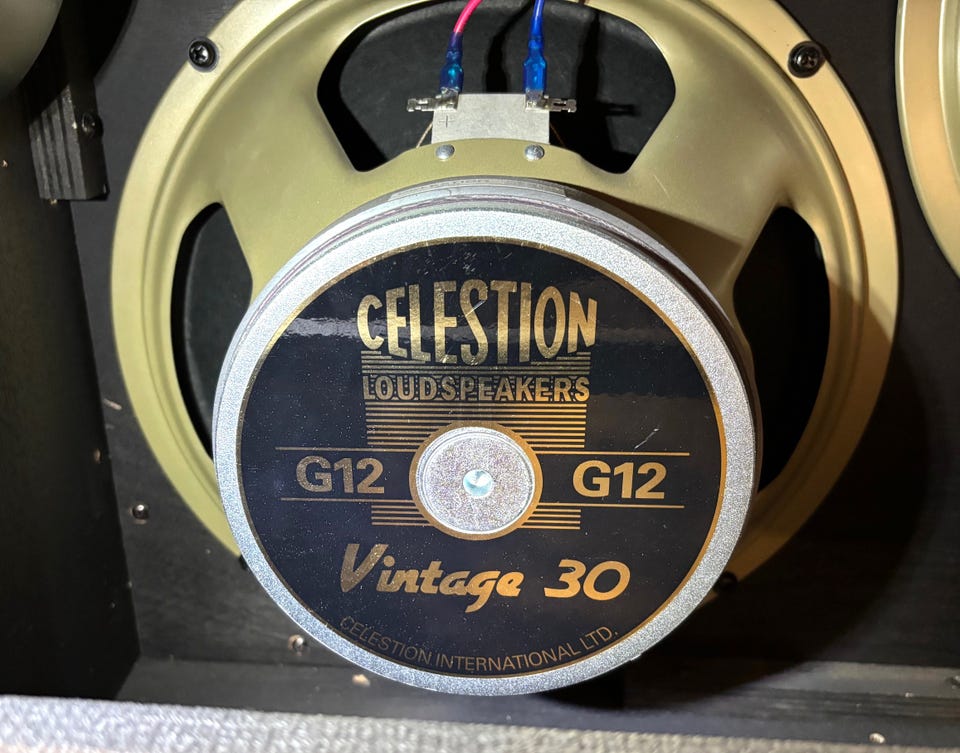 +
CELESTION
LOUDSPEAKERS
G12 G12
Vintage 30
CELESTION INTERNATIONAL LTD.